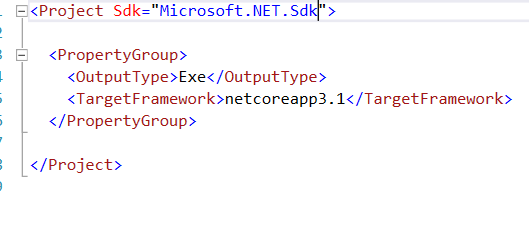 <Project Sdk="Microsoft.NET.Sdk">
<PropertyGroup>
<OutputType>Exe</OutputType>
<TargetFramework>netcoreapp3.1</TargetFramework>
</PropertyGroup>
</Project>